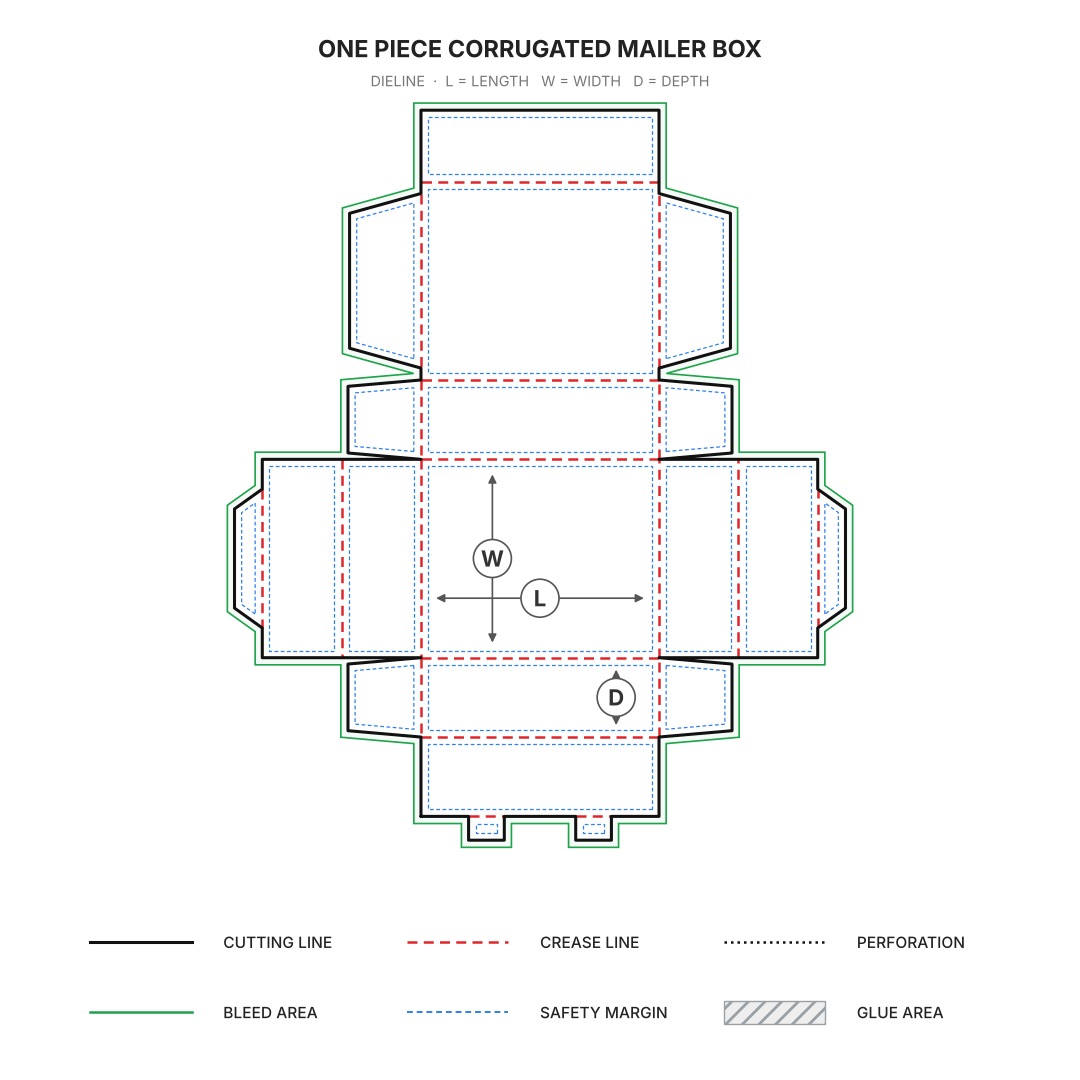 ONE PIECE CORRUGATED MAILER BOX
DIELINE · L = LENGTH W = WIDTH D = DEPTH
W
L
D
CUTTING LINE
CREASE LINE
PERFORATION
BLEED AREA
SAFETY MARGIN
GLUE AREA